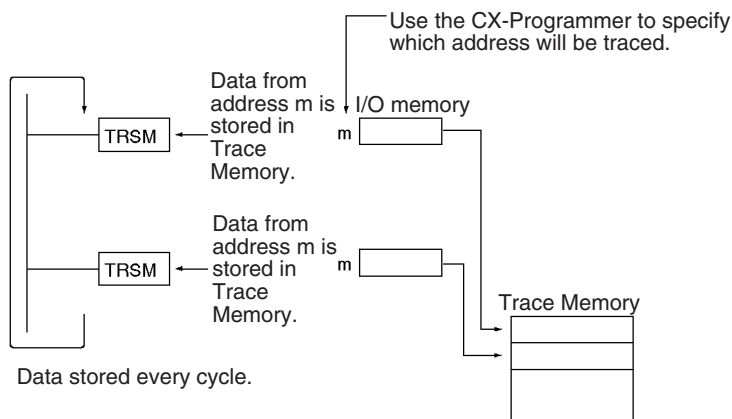 Use the CX-Programmer to specify
which address will be traced.
Data from
address m is
stored in
Trace
Memory.
I/O memory
TRSM
m
Data from
address m is
stored in
Trace
Memory.
TRSM
m
Trace Memory
Data stored every cycle.